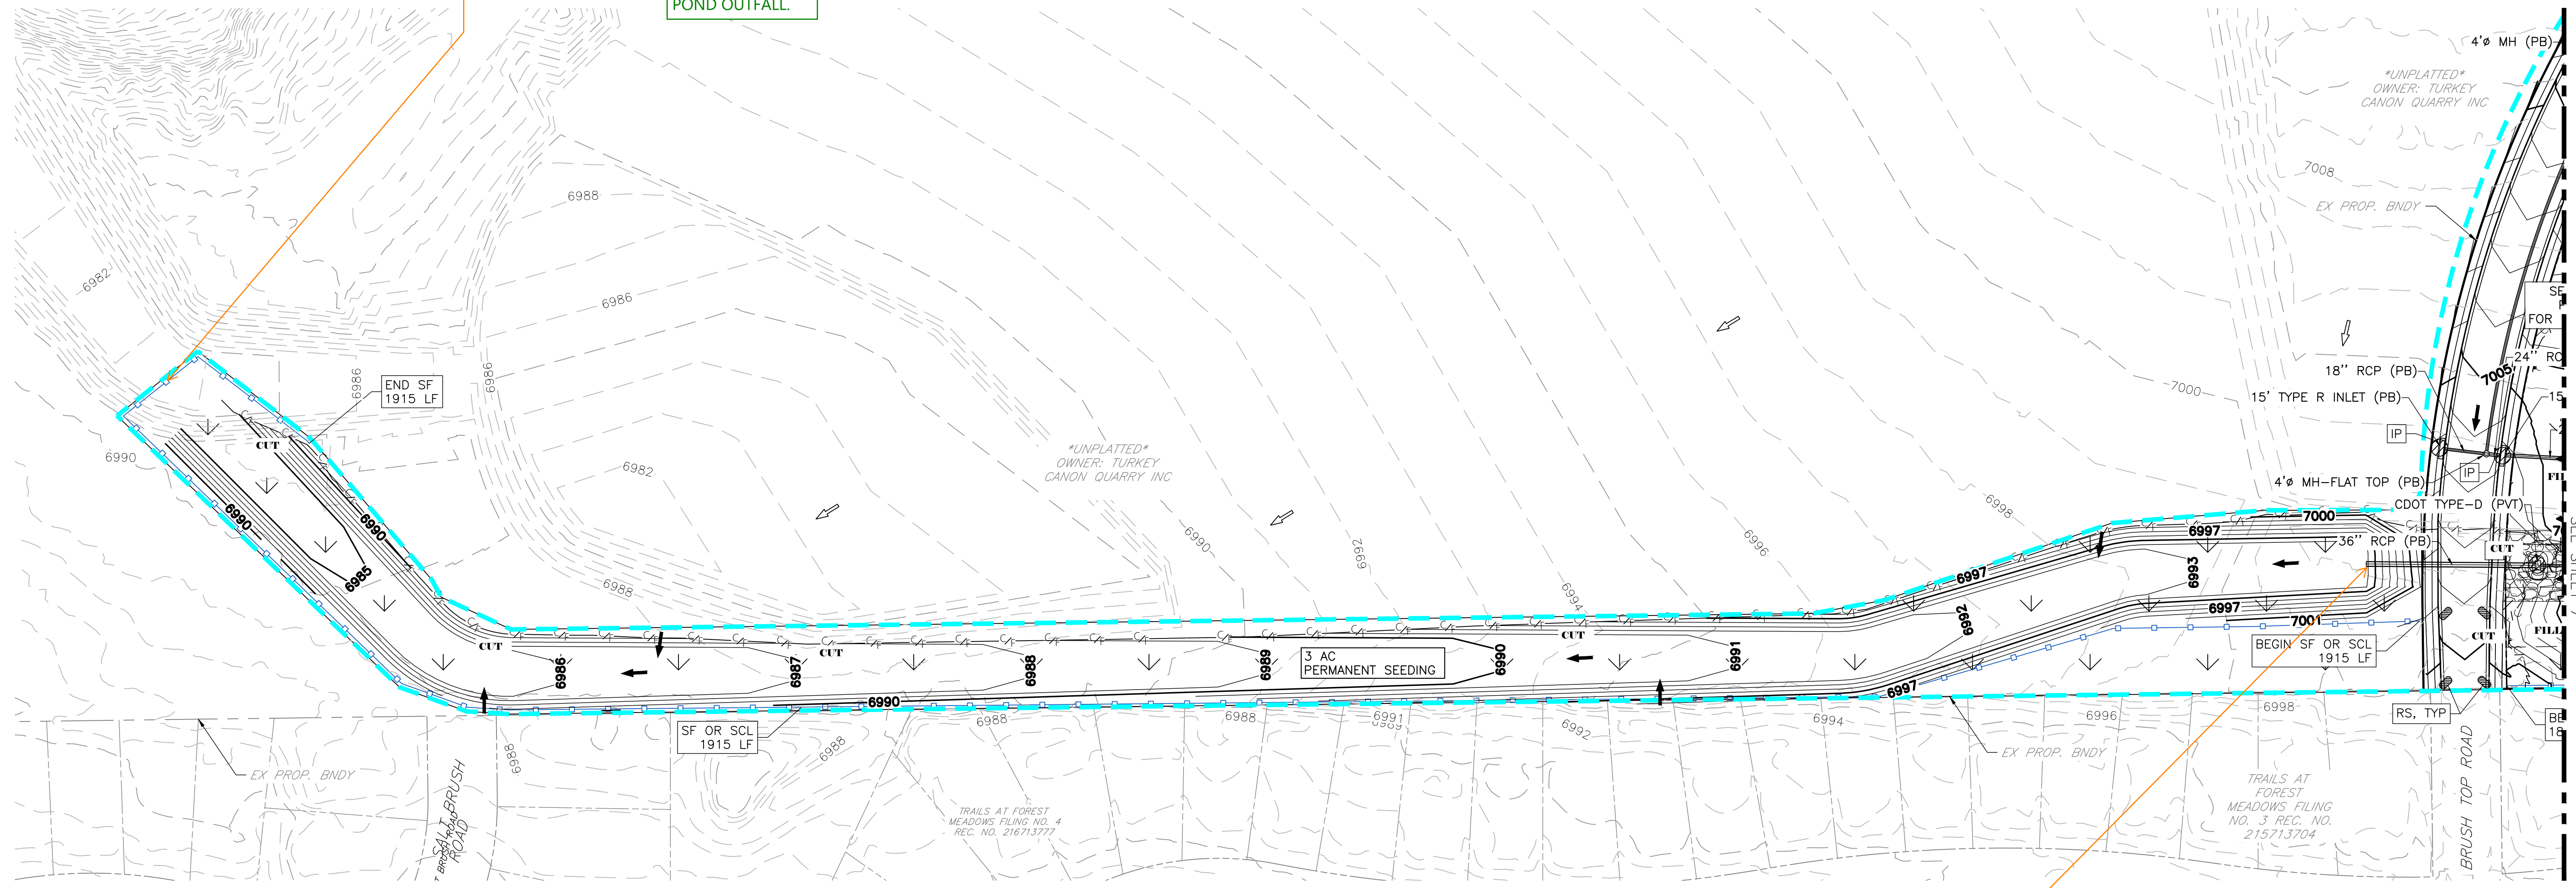 POND OUTFALL.
4'ø MH (PB)
*UNPLATTED*
OWNER: TURKEY
CANON QUARRY INC
7008
6988
EX PROP. BNDY
6982
6986
FOR
24" RC
7005
18" RCP (PB)
7000
15' TYPE R INLET (PB)
15
6986
6986
END SF
1915 LF
IP
IP
CUT
6990
*UNPLATTED*
OWNER: TURKEY
CANON QUARRY INC
6982
4'ø MH-FLAT TOP (PB)
CDOT TYPE-D (PVT)
6998
6990
6990
7000
6997
36" RCP (PB)
CUT
6990
6992
6996
6985
6988
6997
6993
6994
6997
7001
6992
CUT
CUT
CUT
CUT
FILL
BEGIN SF OR SCL
1915 LF
6986
6987
6988
6989
3 AC
PERMANENT SEEDING
6990
6991
6990
6997
6988
6988
6991
6989
6992
6994
6996
6998
RS, TYP
BE
18
SF OR SCL
1915 LF
6988
6988
EX PROP. BNDY
EX PROP. BNDY
SALT BRUSH
ROAD
TRAILS AT FOREST
MEADOWS FILING NO. 4
REC. NO. 216713777
TRAILS AT
FOREST
MEADOWS FILING
NO. 3 REC. NO.
215713704
BRUSH TOP ROAD